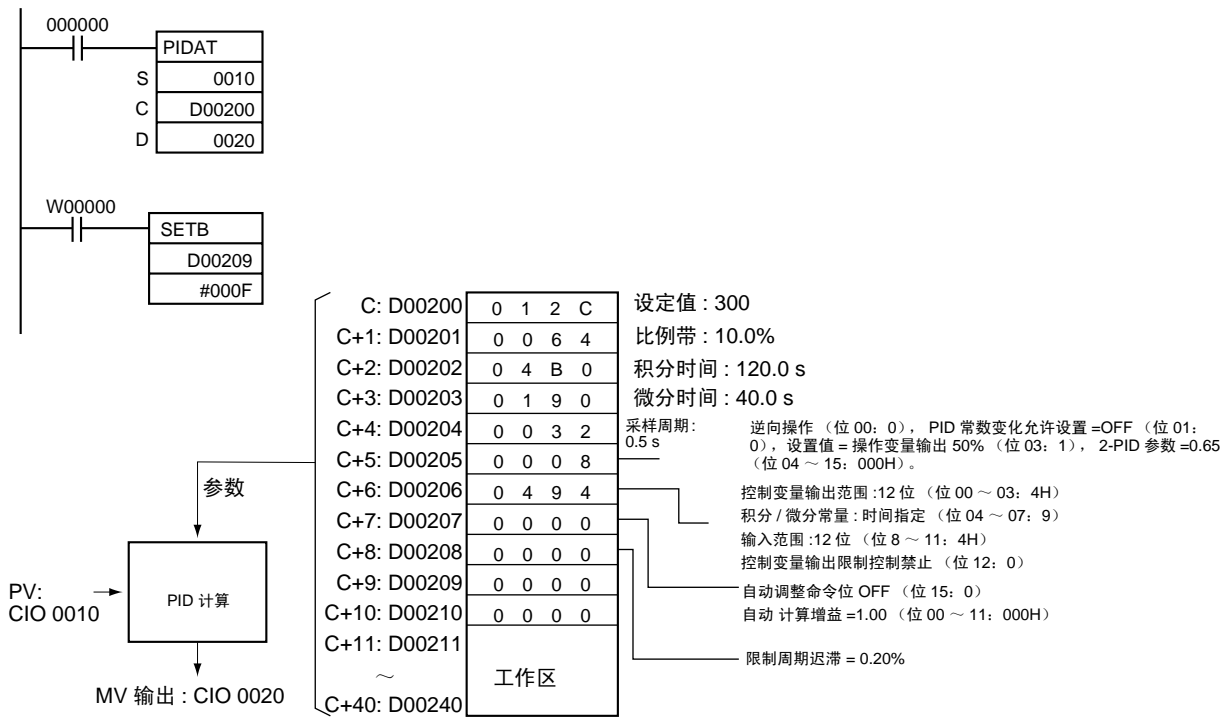 000000
PIDAT
S 0010
C D00200
D 0020
W00000
SETB
D00209
#000F
C: D00200 0 1 2 C 设定值 : 300
C+1: D00201 0 0 6 4 比例带 : 10.0%
C+2: D00202 0 4 B 0 积分时间 : 120.0 s
C+3: D00203 0 1 9 0 微分时间 : 40.0 s
C+4: D00204 0 0 3 2 采样周期 :
0.5 s
C+5: D00205 0 0 0 8
逆向操作 （位 00：0）， PID 常数变化允许设置 =OFF （位 01：
0），设置值 = 操作变量输出 50% （位 03：1）， 2-PID 参数 =0.65
（位 04 ～ 15：000H）。
C+6: D00206 0 4 9 4
控制变量输出范围 :12 位 （位 00 ～ 03：4H）
积分 / 微分常量 : 时间指定 （位 04 ～ 07：9）
输入范围 :12 位 （位 8 ～ 11：4H）
控制变量输出限制控制禁止 （位 12：0）
C+7: D00207 0 0 0 0
自动调整命令位 OFF （位 15：0）
自动 计算增益 =1.00 （位 00 ～ 11：000H）
C+8: D00208 0 0 0 0
限制周期迟滞 = 0.20%
C+9: D00209 0 0 0 0
C+10: D00210 0 0 0 0
C+11: D00211
～
C+40: D00240
工作区
参数
PV:
CIO 0010
PID 计算
MV 输出 : CIO 0020